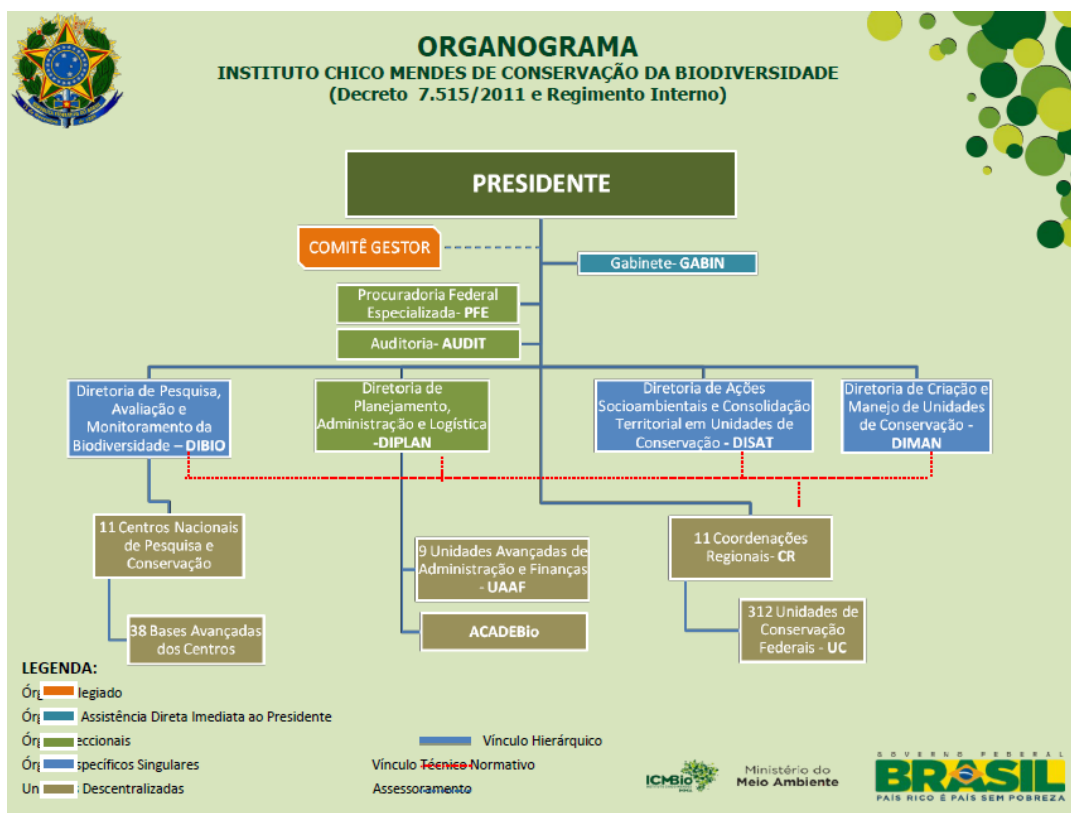 ORGANOGRAMA
INSTITUTO CHICO MENDES DE CONSERVAÇÃO DA BIODIVERSIDADE
(Decreto 7.515/2011 e Regimento Interno)
PRESIDENTE
COMITÊ GESTOR
Gabinete- GABIN
Procuradoria Federal
Especializada- PFE
Auditoria- AUDIT
Diretoria de Pesquisa,
Avaliação e
Monitoramento da
Biodiversidade – DIBIO
Diretoria de
Planejamento,
Administração e Logística
-DIPLAN
Diretoria de Ações
Socioambientais e Consolidação
Territorial em Unidades de
Conservação - DISAT
Diretoria de Criação e
Manejo de Unidades
de Conservação -
DIMAN
11 Centros Nacionais
de Pesquisa e
Conservação
9 Unidades Avançadas de
Administração e Finanças
- UAAF
11 Coordenações
Regionais- CR
38 Bases Avançadas
dos Centros
ACADEBio
312 Unidades de
Conservação
Federais - UC
LEGENDA:
legiado
Assistência Direta Imediata ao Presidente
eccionais
specíficos Singulares
Descentralizadas
Vínculo Hierárquico
Vínculo Técnico Normativo
Assessoramento
ICMBio
Ministério do
Meio Ambiente
GOVERNO FEDERAL
BRASIL
PAÍS RICO É PAÍS SEM POBREZA